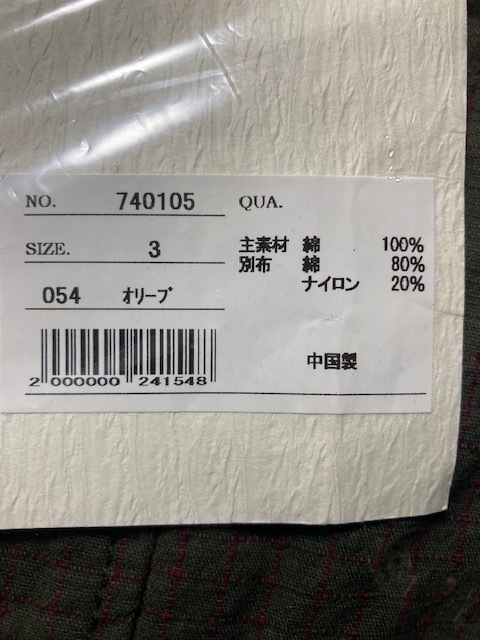 NO. 740105
SIZE. 3
054 オリーブ
2 000000 241548
QUA.
主素材 綿 100%
別布 綿 80%
ナイロン 20%
中国製